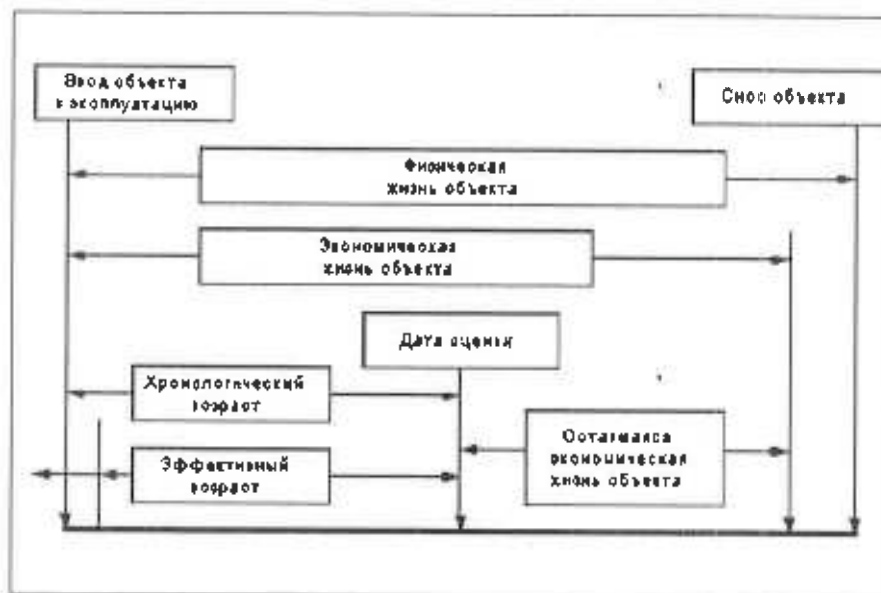 Ввод объекта
в эксплуатацию
Снос объекта
Физическая
жизнь объекта
Экономическая
жизнь объекта
Дата оценки
Хронологический
возраст
Оставшаяся
экономическая
жизнь объекта
Эффективный
возраст